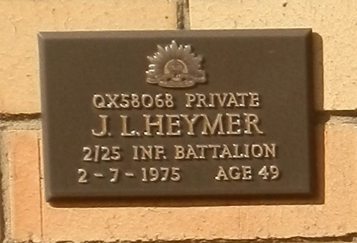 QX58068 PRIVATE
J. L. HEYMER
2/25 INF. BATTALION
2-7-1975 AGE 49